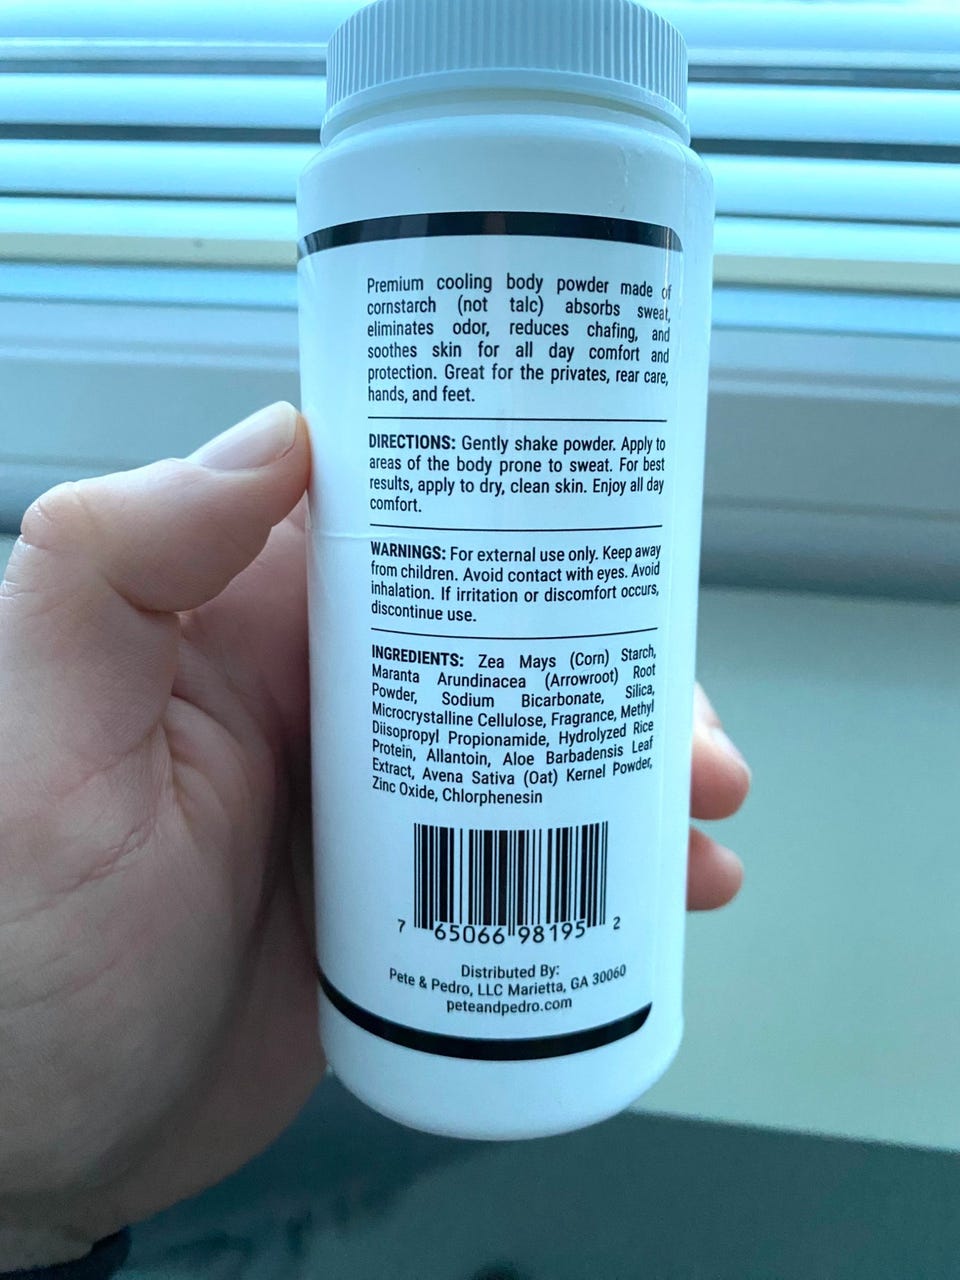 Premium cooling body powder made of
cornstarch (not talc) absorbs sweat,
eliminates odor, reduces chafing, and
soothes skin for all day comfort and
protection. Great for the privates, rear care,
hands, and feet.
DIRECTIONS: Gently shake powder. Apply to
areas of the body prone to sweat. For best
results, apply to dry, clean skin. Enjoy all day
comfort.
WARNINGS: For external use only. Keep away
from children. Avoid contact with eyes. Avoid
inhalation. If irritation or discomfort occurs,
discontinue use.
INGREDIENTS: Zea Mays (Corn) Starch,
Maranta Arundinacea (Arrowroot) Root
Powder, Sodium Bicarbonate, Silica,
Microcrystalline Cellulose, Fragrance, Methyl
Diisopropyl Propionamide, Hydrolyzed Rice
Protein, Allantoin, Aloe Barbadensis Leaf
Extract, Avena Sativa (Oat) Kernel Powder,
Zinc Oxide, Chlorphenesin
7 65066 98195 2
Distributed By:
Pete & Pedro, LLC Marietta, GA 30060
peteandpedro.com